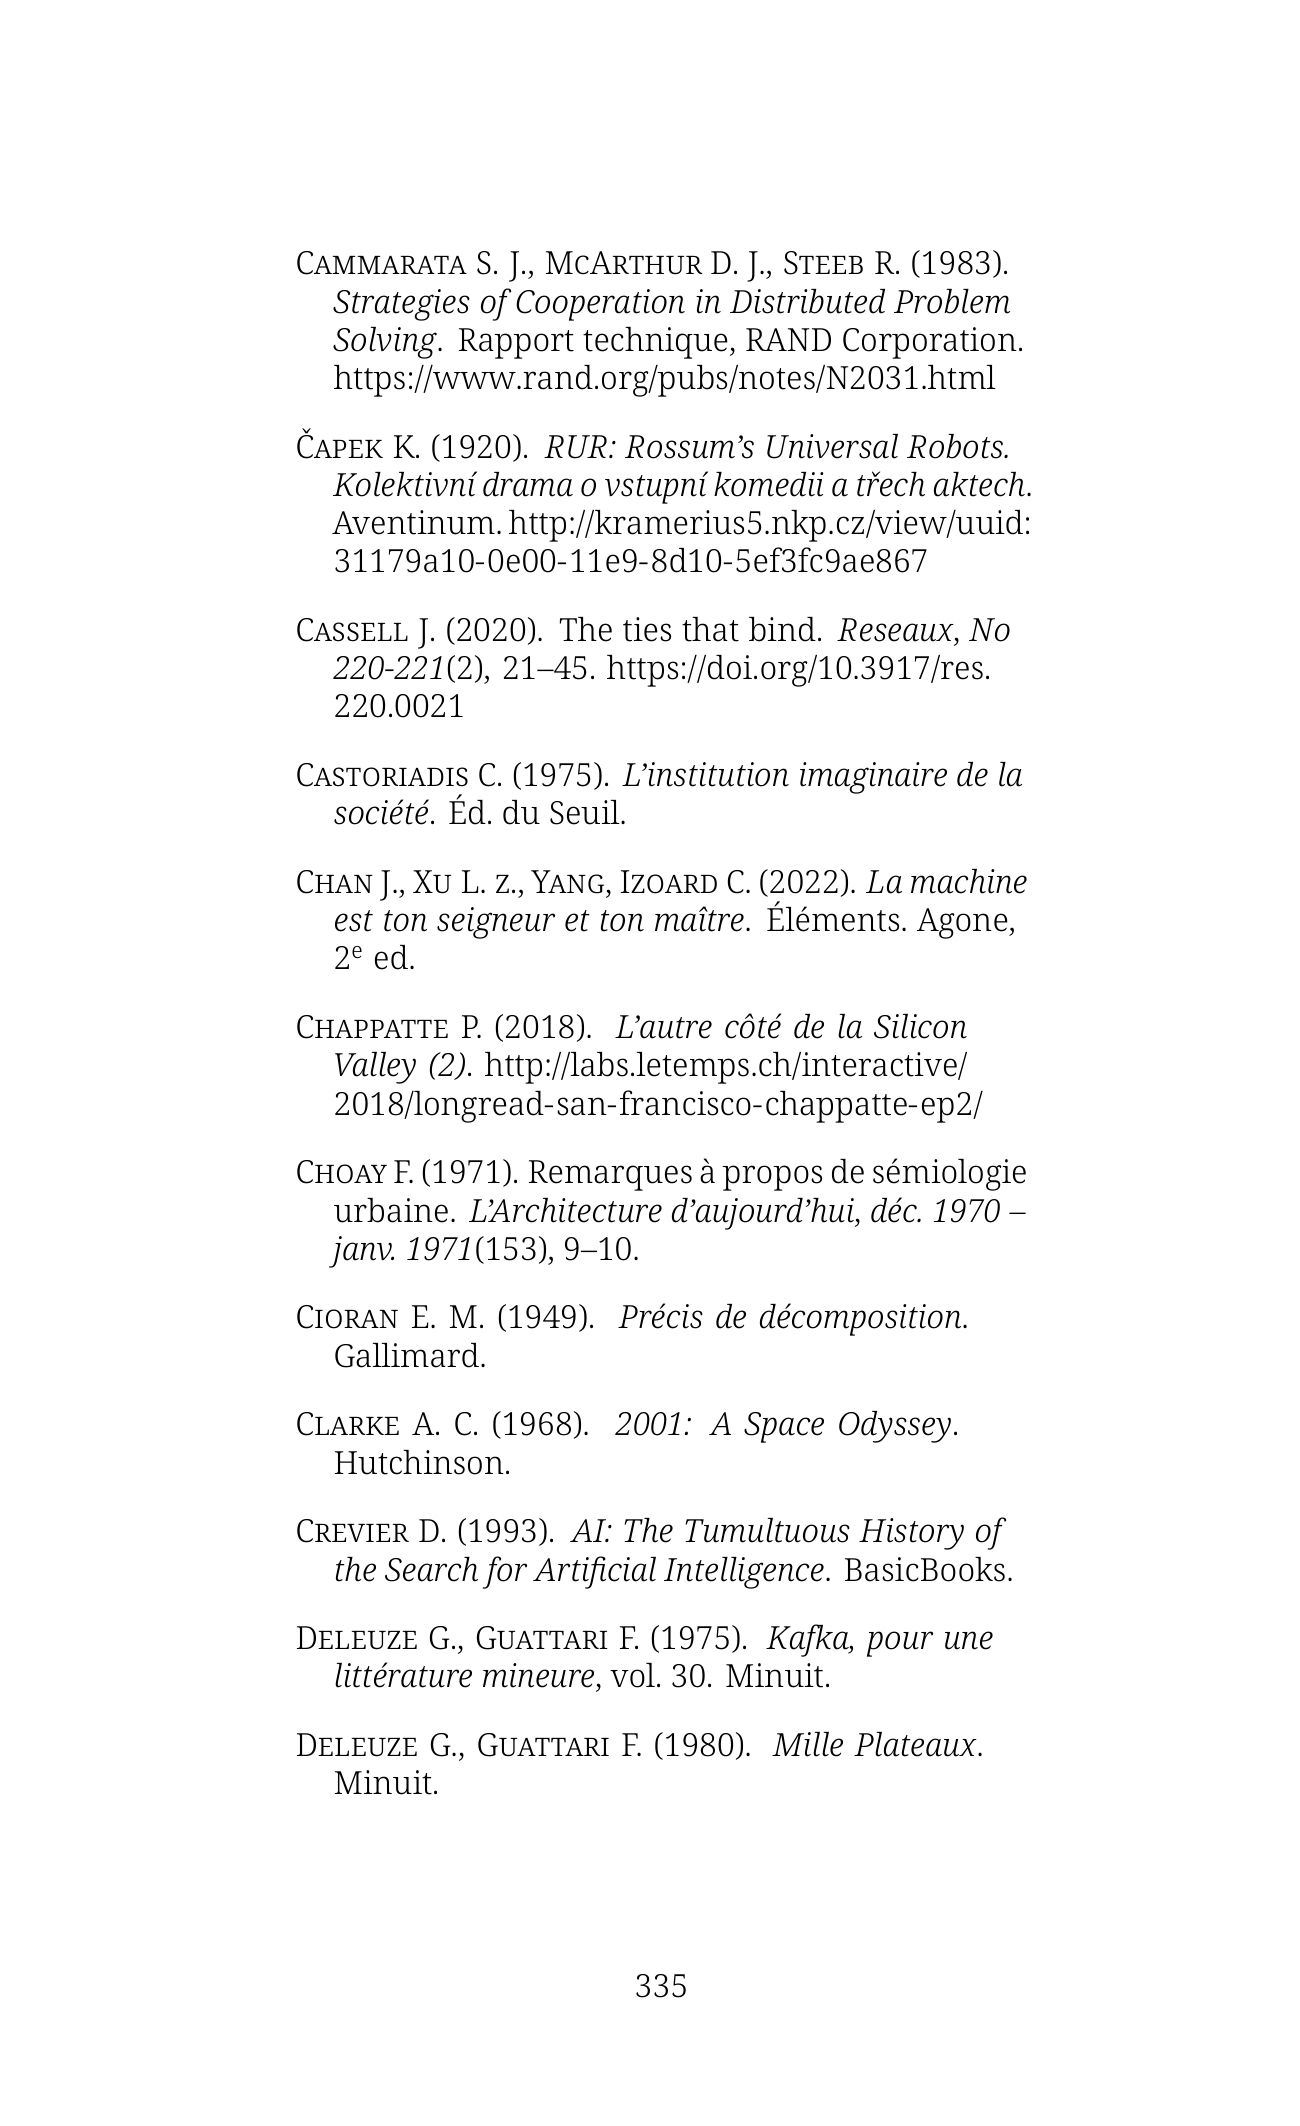 Cammarata S. J., McArthur D. J., Steeb R. (1983).
Strategies of Cooperation in Distributed Problem
Solving. Rapport technique, RAND Corporation.
https://www.rand.org/pubs/notes/N2031.html
Čapek K. (1920). RUR: Rossum’s Universal Robots.
Kolektivní drama o vstupní komedii a třech aktech.
Aventinum. http://kramerius5.nkp.cz/view/uuid:
31179a10-0e00-11e9-8d10-5ef3fc9ae867
Cassell J. (2020). The ties that bind. Reseaux, No
220-221(2), 21–45. https://doi.org/10.3917/res.
220.0021
Castoriadis C. (1975). L’institution imaginaire de la
société. Éd. du Seuil.
Chan J., Xu L. z., Yang, Izoard C. (2022). La machine
est ton seigneur et ton maître. Éléments. Agone,
2e ed.
Chappatte P. (2018). L’autre côté de la Silicon
Valley (2). http://labs.letemps.ch/interactive/
2018/longread-san-francisco-chappatte-ep2/
Choay F. (1971). Remarques à propos de sémiologie
urbaine. L’Architecture d’aujourd’hui, déc. 1970 –
janv. 1971(153), 9–10.
Cioran E. M. (1949). Précis de décomposition.
Gallimard.
Clarke A. C. (1968). 2001: A Space Odyssey.
Hutchinson.
Crevier D. (1993). AI: The Tumultuous History of
the Search for Artificial Intelligence. BasicBooks.
Deleuze G., Guattari F. (1975). Kafka, pour une
littérature mineure, vol. 30. Minuit.
Deleuze G., Guattari F. (1980). Mille Plateaux.
Minuit.
335